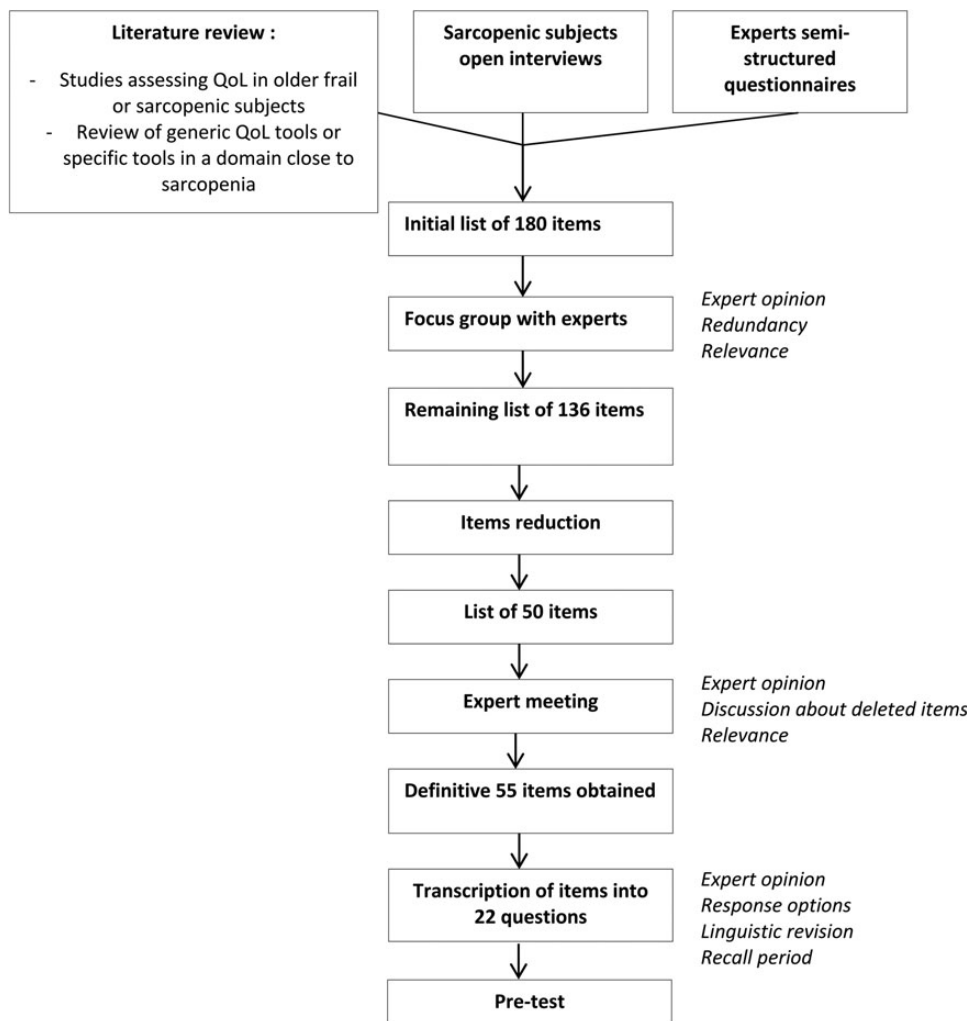 Literature review :
- Studies assessing QoL in older frail
or sarcopenic subjects
- Review of generic QoL tools or
specific tools in a domain close to
sarcopenia
Sarcopenic subjects
open interviews
Experts semi-
structured
questionnaires
Initial list of 180 items
Focus group with experts
Expert opinion
Redundancy
Relevance
Remaining list of 136 items
Items reduction
List of 50 items
Expert meeting
Expert opinion
Discussion about deleted items
Relevance
Definitive 55 items obtained
Transcription of items into
22 questions
Expert opinion
Response options
Linguistic revision
Recall period
Pre-test